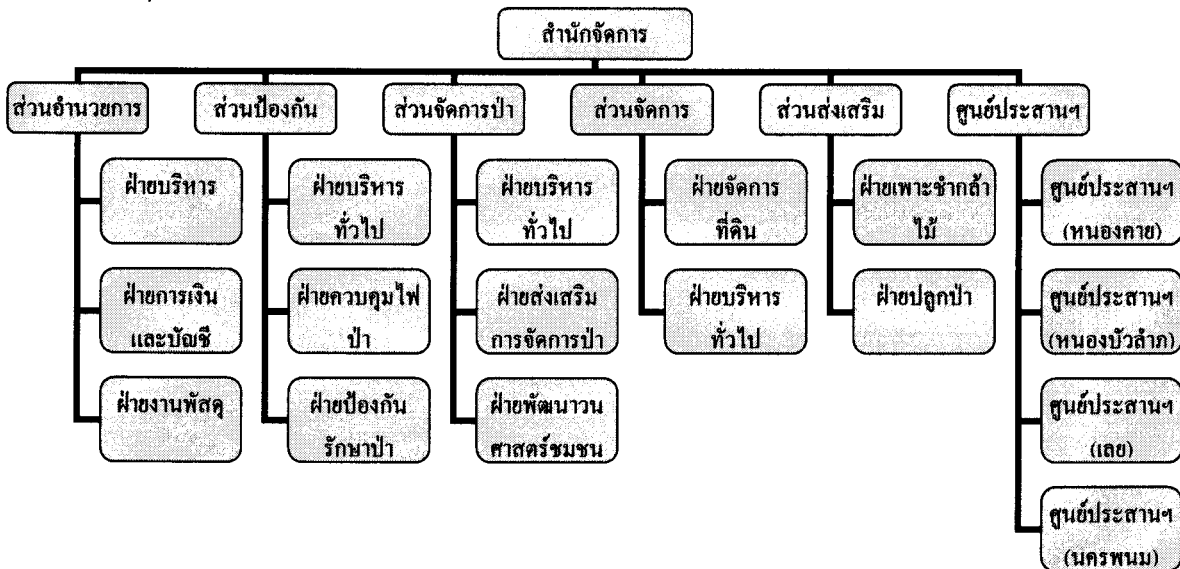 สำนักจัดการ
ส่วนอำนวยการ
ส่วนป้องกัน
ส่วนจัดการป่า
ส่วนจัดการ
ส่วนส่งเสริม
ศูนย์ประสานฯ
ฝ่ายบริหาร
ฝ่ายการเงิน
และบัญชี
ฝ่ายงานพัสดุ
ฝ่ายบริหาร
ทั่วไป
ฝ่ายควบคุมไฟ
ป่า
ฝ่ายป้องกัน
รักษาป่า
ฝ่ายบริหาร
ทั่วไป
ฝ่ายส่งเสริม
การจัดการป่า
ฝ่ายพัฒนาวน
ศาสตร์ชุมชน
ฝ่ายจัดการ
ที่ดิน
ฝ่ายบริหาร
ทั่วไป
ฝ่ายเพาะชำกล้า
ไม้
ฝ่ายปลูกป่า
ศูนย์ประสานฯ
(หนองคาย)
ศูนย์ประสานฯ
(หนองบัวลำภ)
ศูนย์ประสานฯ
(เลย)
ศูนย์ประสานฯ
(นครพนม)